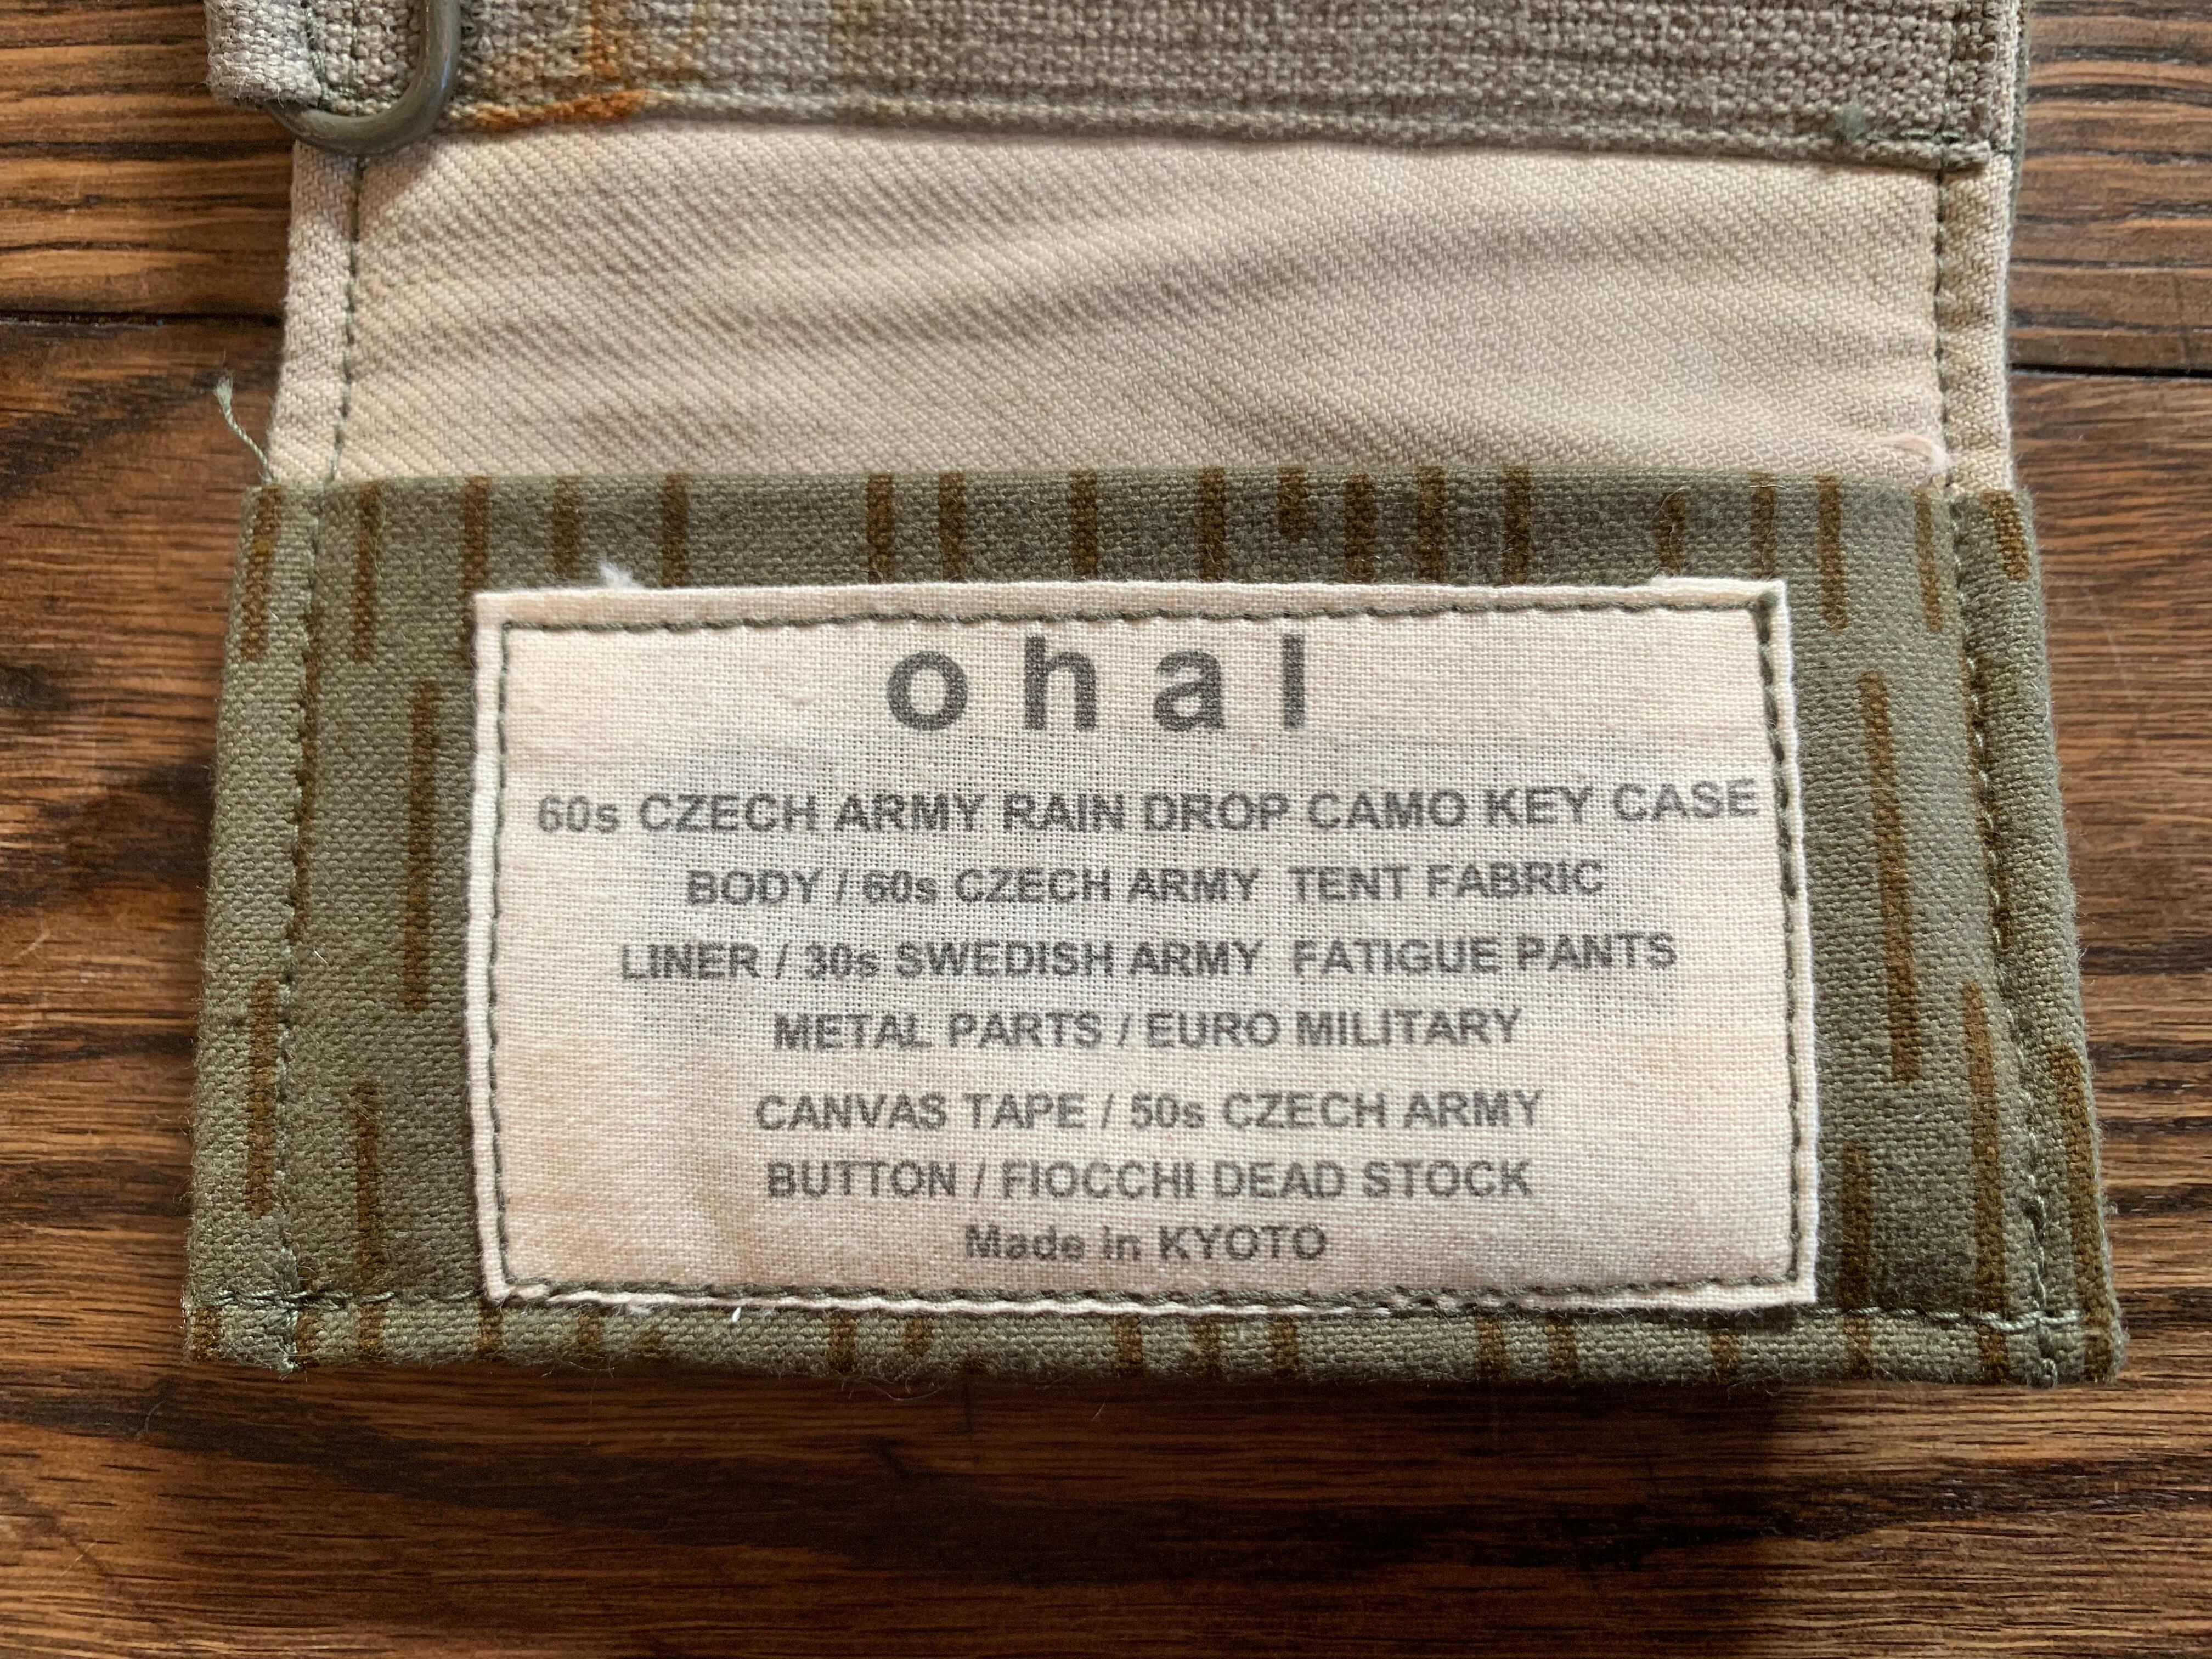 ohal
60s CZECH ARMY RAIN DROP CAMO KEY CASE
BODY / 60s CZECH ARMY TENT FABRIC
LINER / 30s SWEDISH ARMY FATIGUE PANTS
METAL PARTS / EURO MILITARY
CANVAS TAPE / 50s CZECH ARMY
BUTTON / FIOCCHI DEAD STOCK
Made in KYOTO